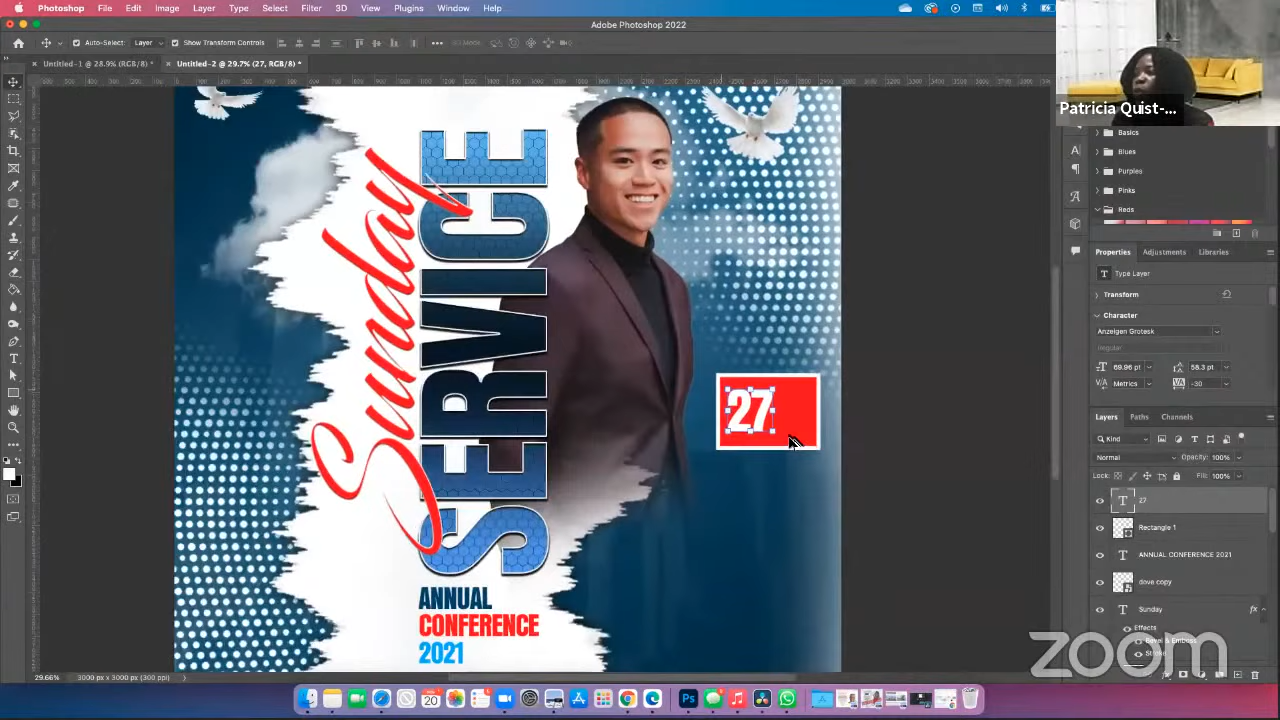 Photoshop File Edit Image Layer Type Select Filter 3D View Plugins Window Help
Adobe Photoshop 2022
Auto-Select: Layer Show Transform Controls 3D Mode:
Untitled-1 @ 28.9% (RGB/8) * Untitled-2 @ 29.7% (27, RGB/8) *
Patricia Quist-...
Basics
Blues
Purples
Pinks
Reds
Properties Adjustments Libraries
Type Layer
Transform
Character
Anzeigen Grotesk
Regular
69.96 pt 58.3 pt
Metrics -30
Layers Paths Channels
Kind
Normal Opacity: 100%
Lock: Fill: 100%
27
Rectangle 1
ANNUAL CONFERENCE 2021
dove copy
Sunday fx
Effects
Bevel & Emboss
Stroke
Sunday
SERVICE
27
ANNUAL
CONFERENCE
2021
29.66% 3000 px x 3000 px (300 ppi)
zoom